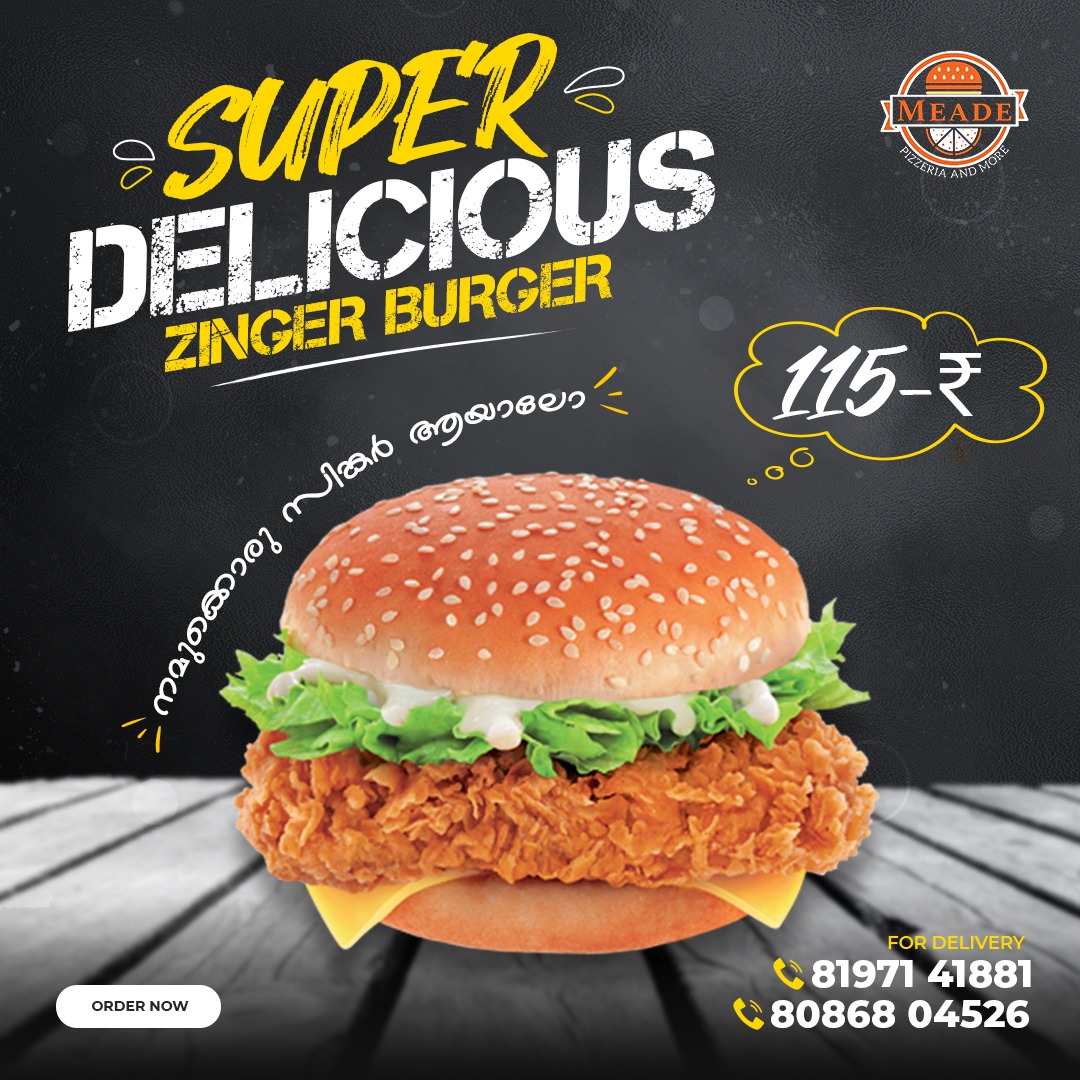 SUPER
DELICIOUS
ZINGER BURGER
MEADE
PIZZERIA AND MORE
115-₹
നമുക്കൊരു സിങ്കർ ആയാലോ
FOR DELIVERY
81971 41881
80868 04526
ORDER NOW